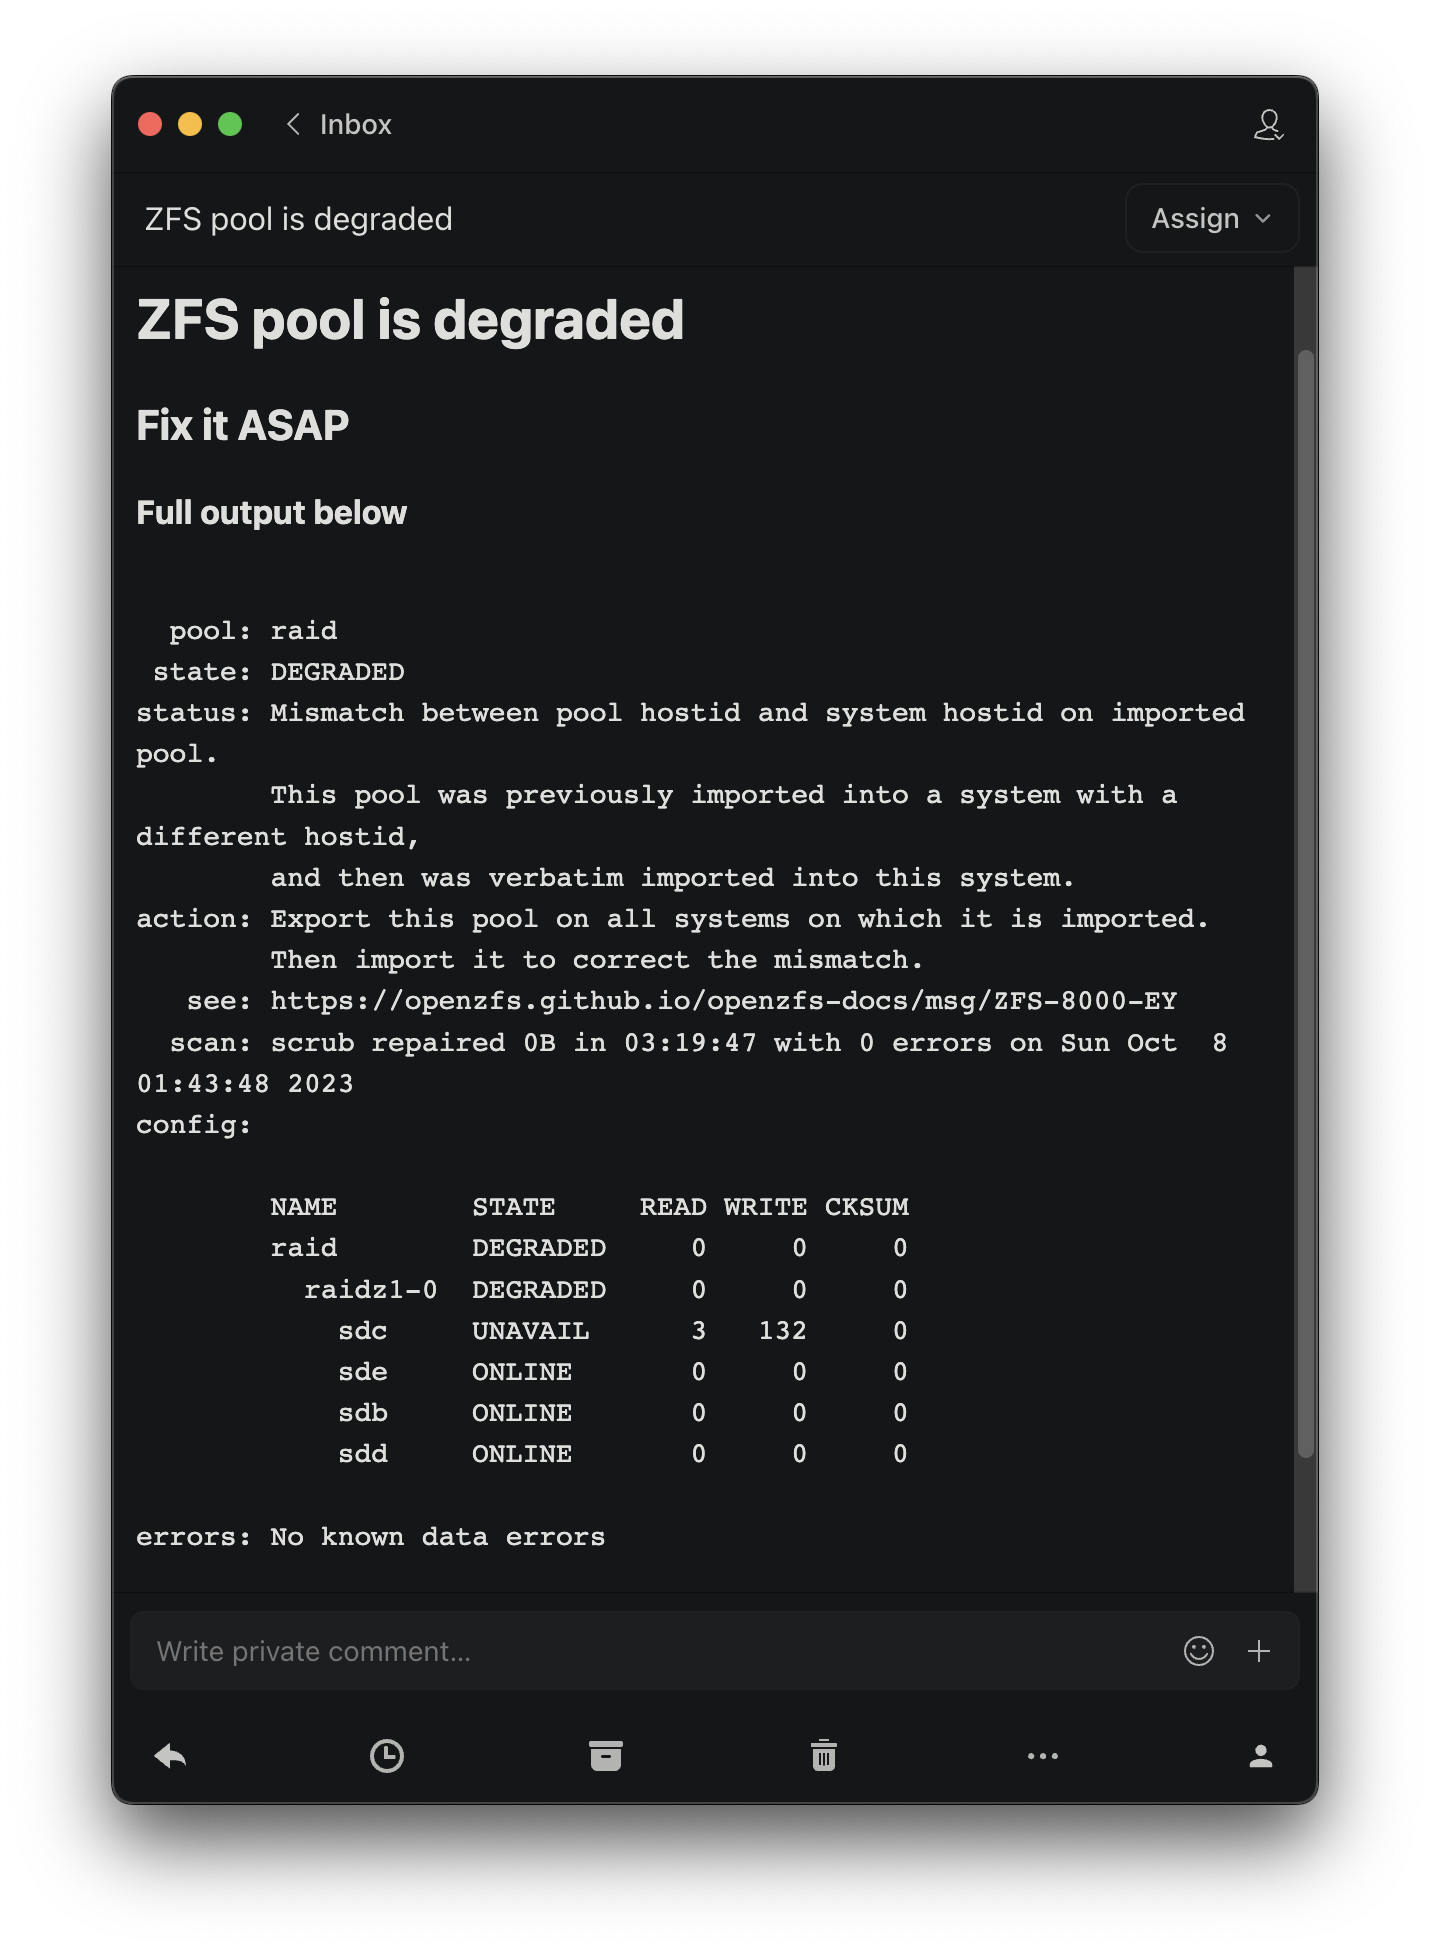 Inbox
ZFS pool is degraded
Assign
ZFS pool is degraded
Fix it ASAP
Full output below
  pool: raid
 state: DEGRADED
status: Mismatch between pool hostid and system hostid on imported
pool.
        This pool was previously imported into a system with a
different hostid,
        and then was verbatim imported into this system.
action: Export this pool on all systems on which it is imported.
        Then import it to correct the mismatch.
   see: https://openzfs.github.io/openzfs-docs/msg/ZFS-8000-EY
  scan: scrub repaired 0B in 03:19:47 with 0 errors on Sun Oct  8
01:43:48 2023
config:
        NAME        STATE     READ WRITE CKSUM
        raid        DEGRADED     0     0     0
          raidz1-0  DEGRADED     0     0     0
            sdc     UNAVAIL      3   132     0
            sde     ONLINE       0     0     0
            sdb     ONLINE       0     0     0
            sdd     ONLINE       0     0     0
errors: No known data errors
Write private comment...